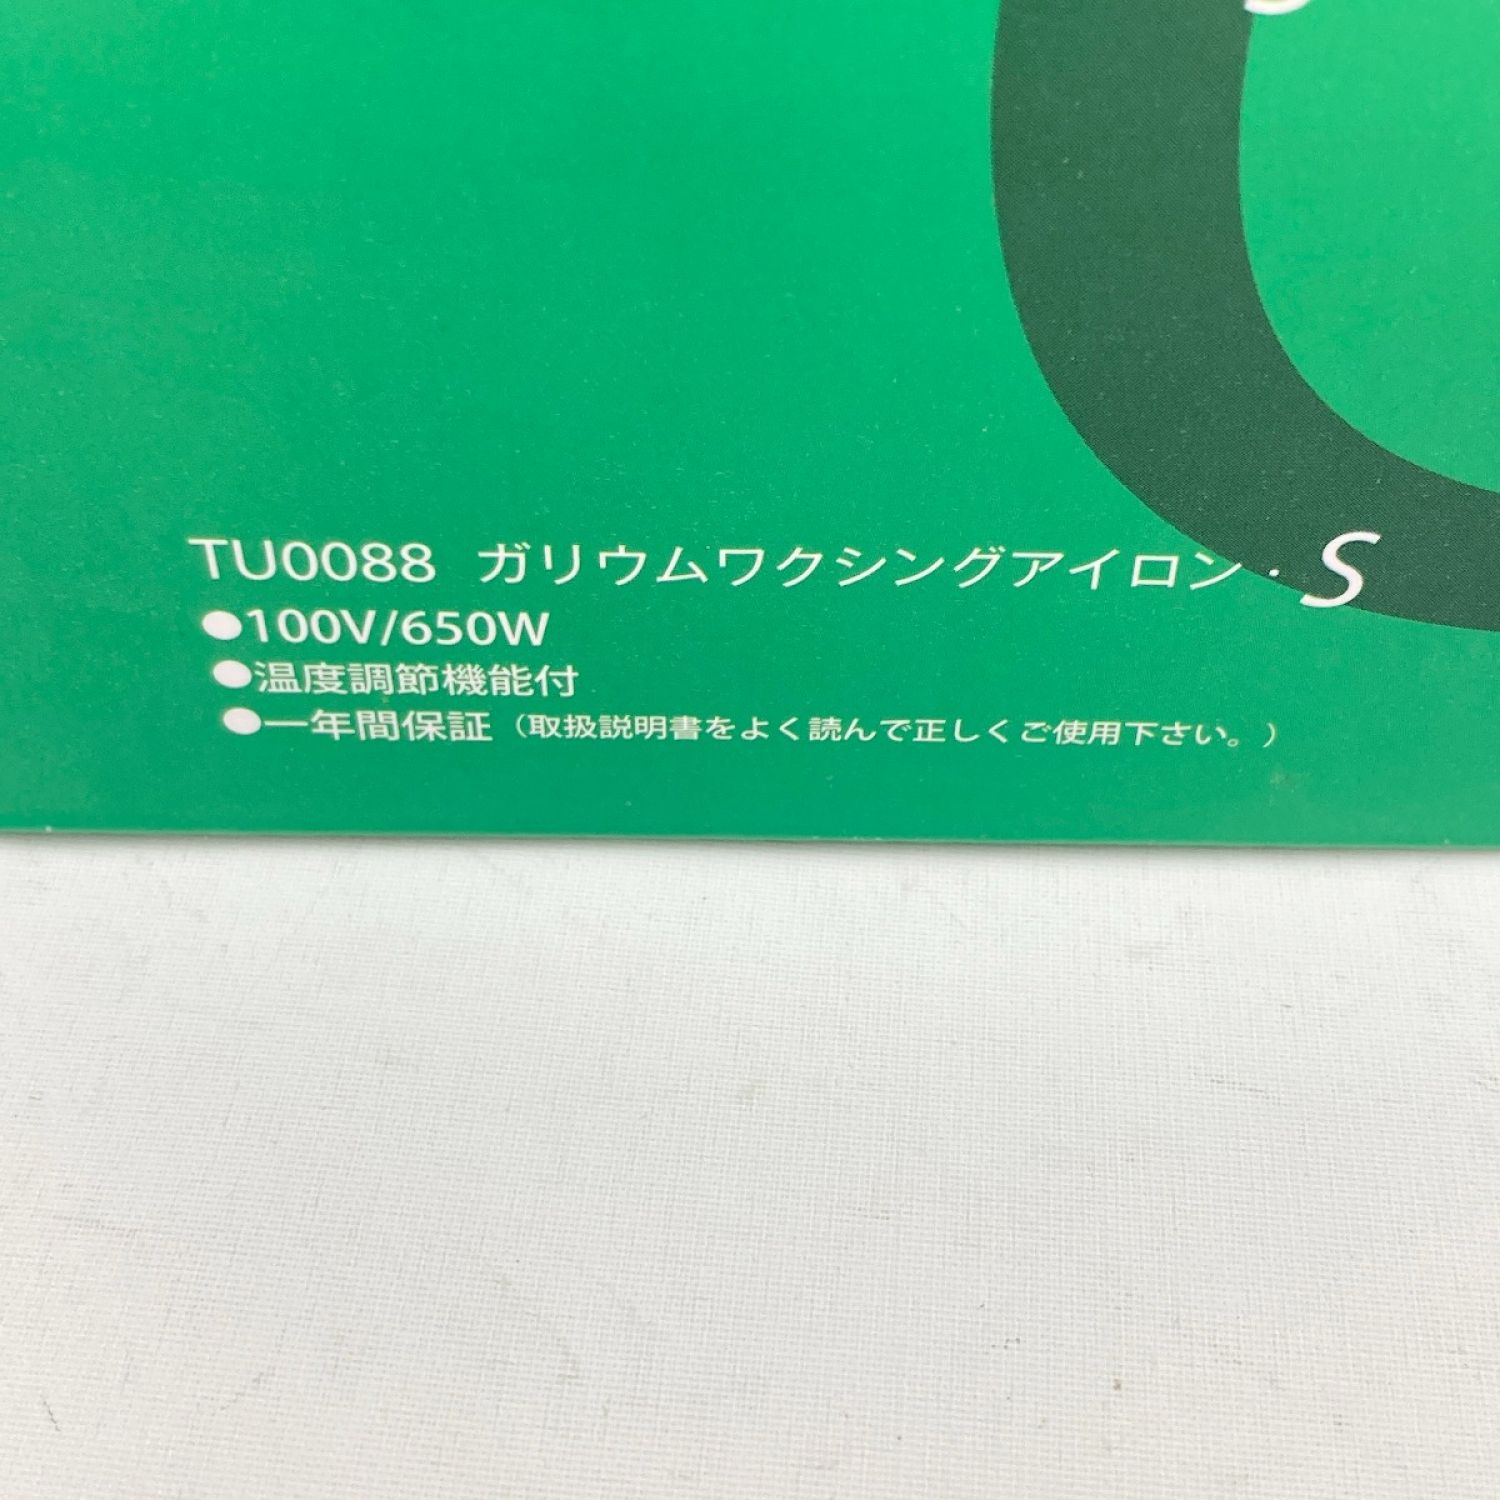 TU0088 ガリウムワクシングアイロン・S
●100V/650W
●温度調節機能付
●一年間保証（取扱説明書をよく読んで正しくご使用下さい。）